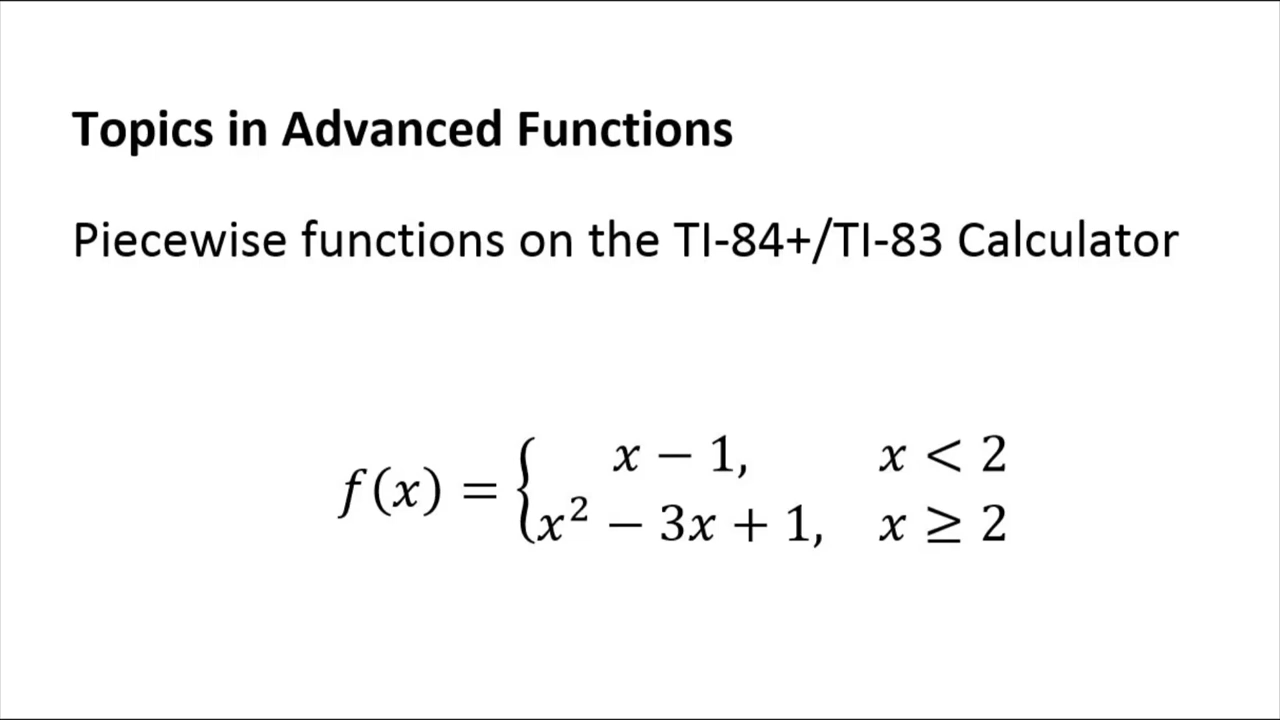 Topics in Advanced Functions
Piecewise functions on the TI-84+/TI-83 Calculator
f(x) = { x − 1, x < 2
x² − 3x + 1, x ≥ 2